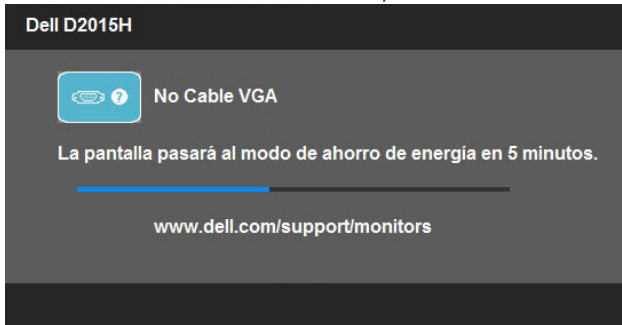 Dell D2015H
No Cable VGA
La pantalla pasará al modo de ahorro de energía en 5 minutos.
www.dell.com/support/monitors